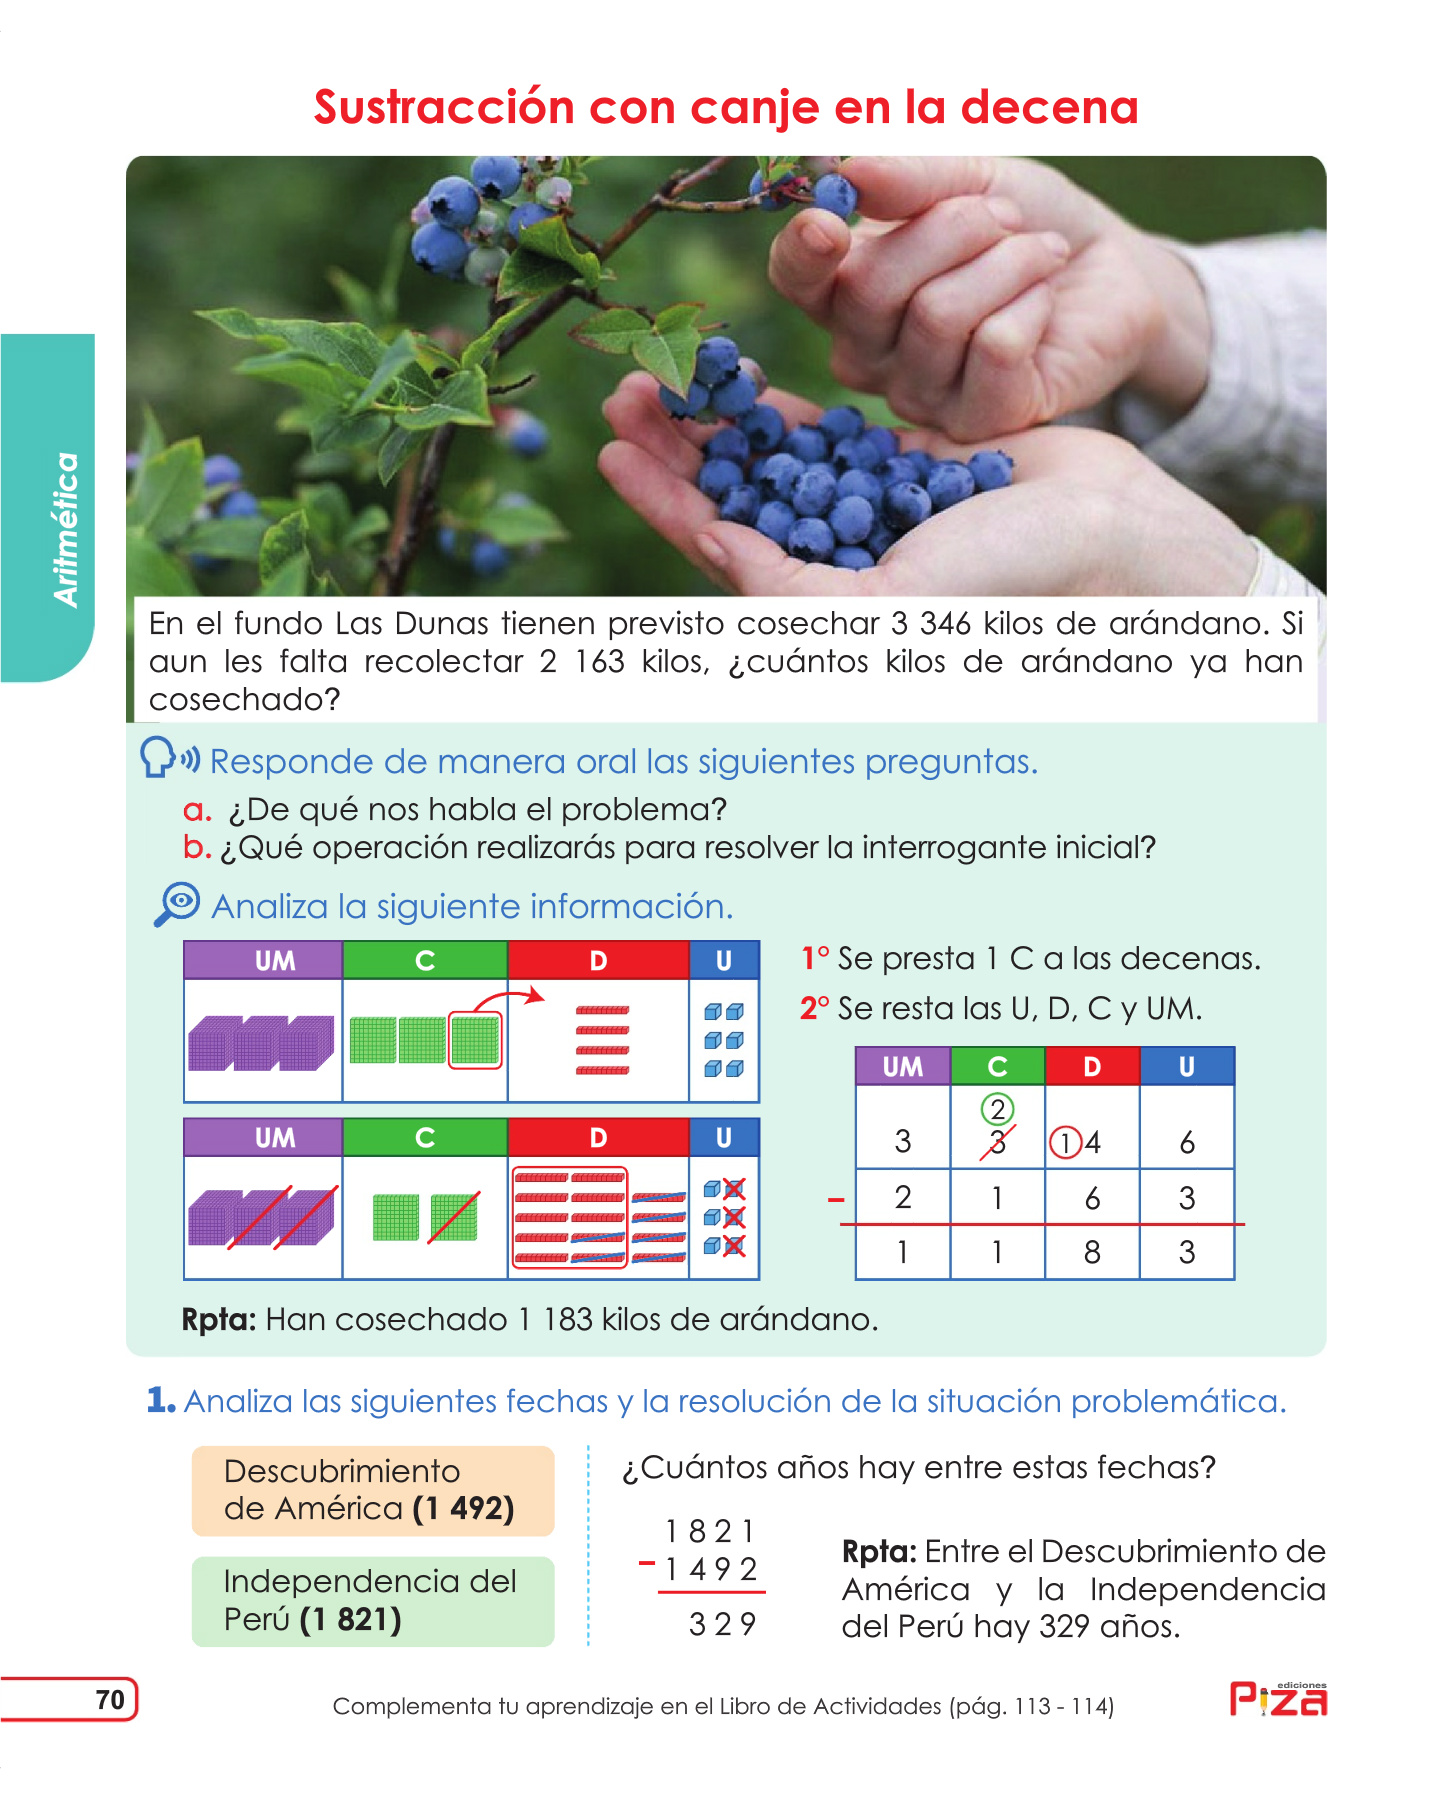 Sustracción con canje en la decena
Aritmética
En el fundo Las Dunas tienen previsto cosechar 3 346 kilos de arándano. Si
aun les falta recolectar 2 163 kilos, ¿cuántos kilos de arándano ya han
cosechado?
Responde de manera oral las siguientes preguntas.
a. ¿De qué nos habla el problema?
b. ¿Qué operación realizarás para resolver la interrogante inicial?
Analiza la siguiente información.
UM C D U
UM C D U
1° Se presta 1 C a las decenas.
2° Se resta las U, D, C y UM.
UM C D U
2
3 3 1 4 6
- 2 1 6 3
1 1 8 3
Rpta: Han cosechado 1 183 kilos de arándano.
1. Analiza las siguientes fechas y la resolución de la situación problemática.
Descubrimiento
de América (1 492)
Independencia del
Perú (1 821)
¿Cuántos años hay entre estas fechas?
1 8 2 1
- 1 4 9 2
3 2 9
Rpta: Entre el Descubrimiento de
América y la Independencia
del Perú hay 329 años.
70
Complementa tu aprendizaje en el Libro de Actividades (pág. 113 - 114)
ediciones
Piza